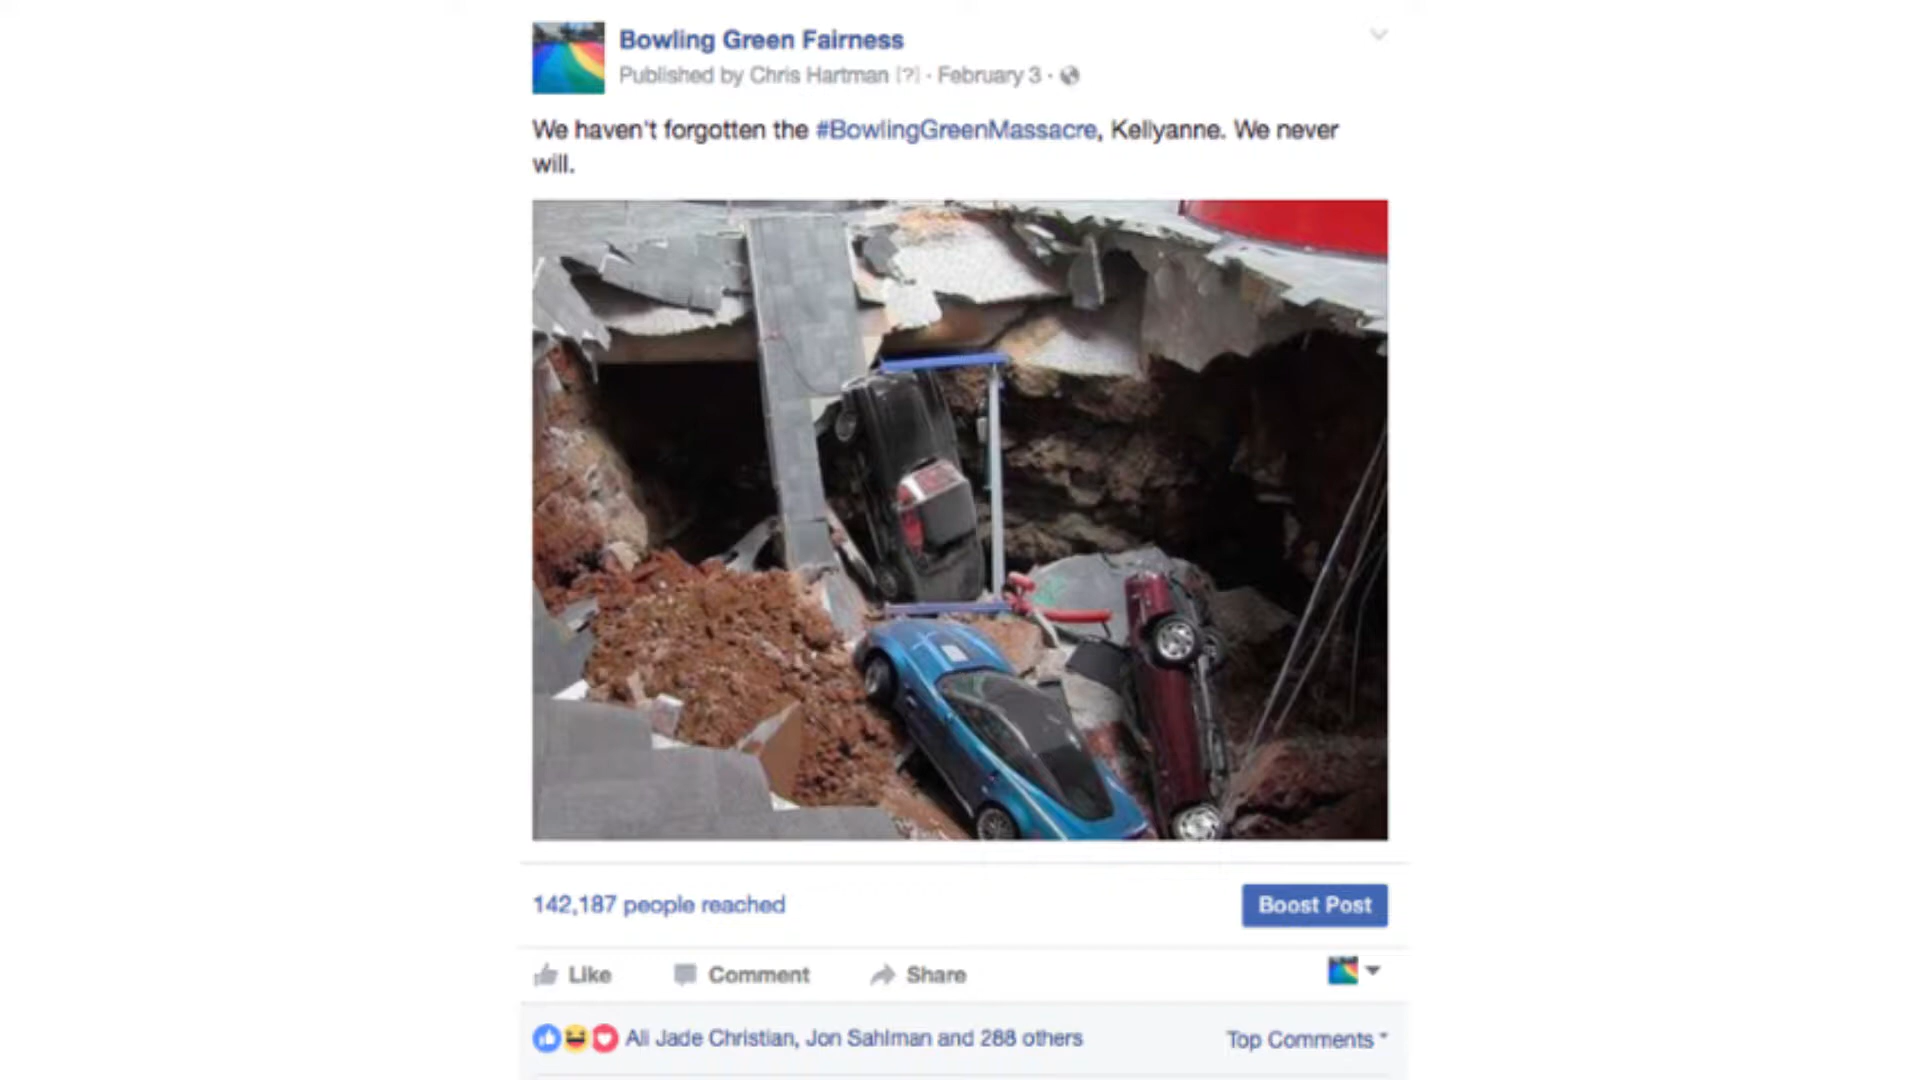 Bowling Green Fairness
Published by Chris Hartman [?] · February 3 ·
We haven't forgotten the #BowlingGreenMassacre, Kellyanne. We never
will.
142,187 people reached
Boost Post
Like
Comment
Share
Ali Jade Christian, Jon Sahlman and 288 others
Top Comments